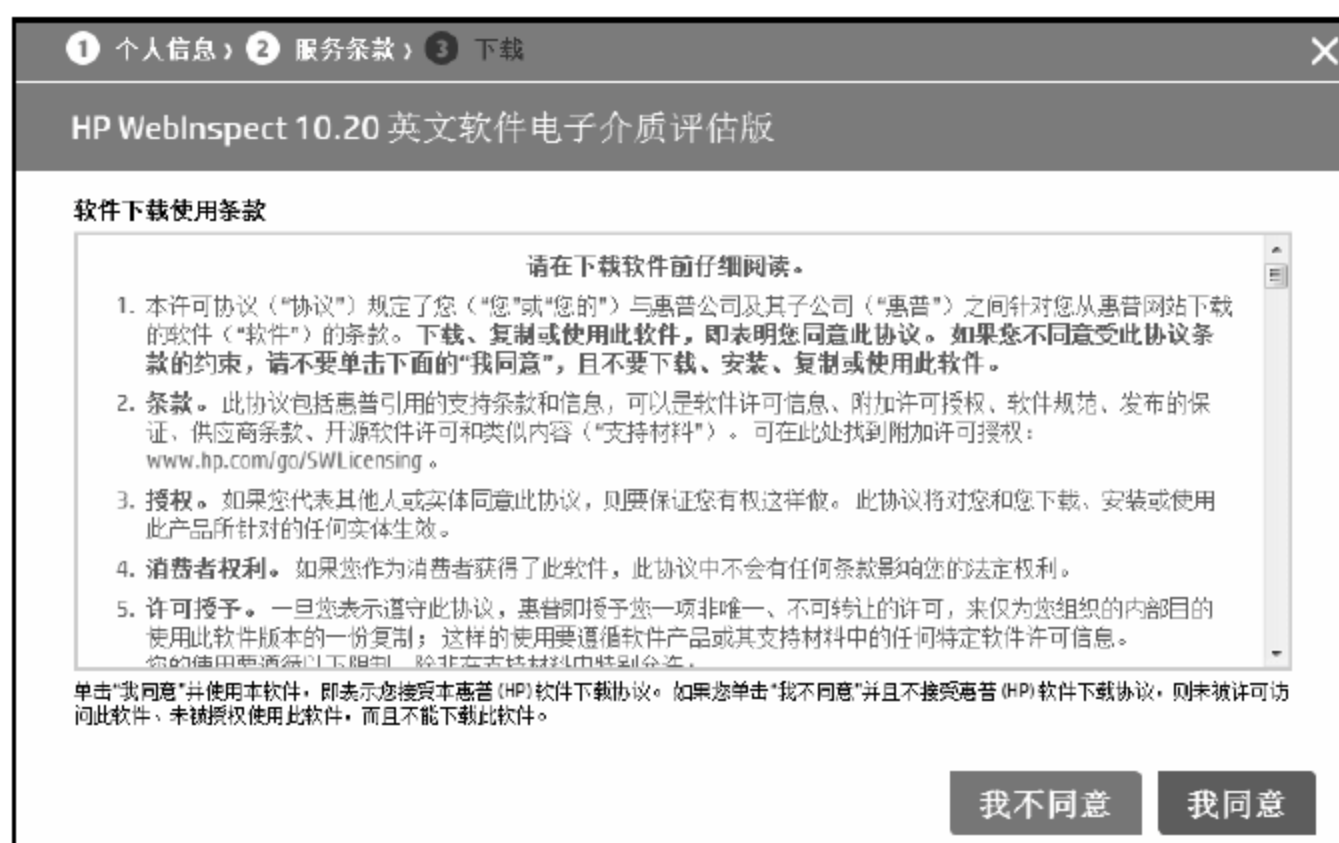 1 个人信息 › 2 服务条款 › 3 下载
HP WebInspect 10.20 英文软件电子介质评估版
软件下载使用条款
请在下载软件前仔细阅读。
1. 本许可协议（“协议”）规定了您（“您”或“您的”）与惠普公司及其子公司（“惠普”）之间针对您从惠普网站下载
的软件（“软件”）的条款。下载、复制或使用此软件，即表明您同意此协议。如果您不同意受此协议条
款的约束，请不要单击下面的“我同意”，且不要下载、安装、复制或使用此软件。
2. 条款。此协议包括惠普引用的支持条款和信息，可以是软件许可信息、附加许可授权、软件规范、发布的保
证、供应商条款、开源软件许可和类似内容（“支持材料”）。可在此处找到附加许可授权：
www.hp.com/go/SWLicensing。
3. 授权。如果您代表其他人或实体同意此协议，则要保证您有权这样做。此协议将对您和您下载、安装或使用
此产品所针对的任何实体生效。
4. 消费者权利。如果您作为消费者获得了此软件，此协议中不会有任何条款影响您的法定权利。
5. 许可授予。一旦您表示遵守此协议，惠普即授予您一项非唯一、不可转让的许可，来仅为您组织的内部目的
使用此软件版本的一份复制；这样的使用要遵循软件产品或其支持材料中的任何特定软件许可信息。
您的使用要遵循以下限制，除非在支持材料中特别允许：
单击“我同意”并使用本软件，即表示您接受本惠普 (HP) 软件下载协议。如果您单击“我不同意”并且不接受惠普 (HP) 软件下载协议，则未被许可访
问此软件、未被授权使用此软件，而且不能下载此软件。
我不同意 我同意